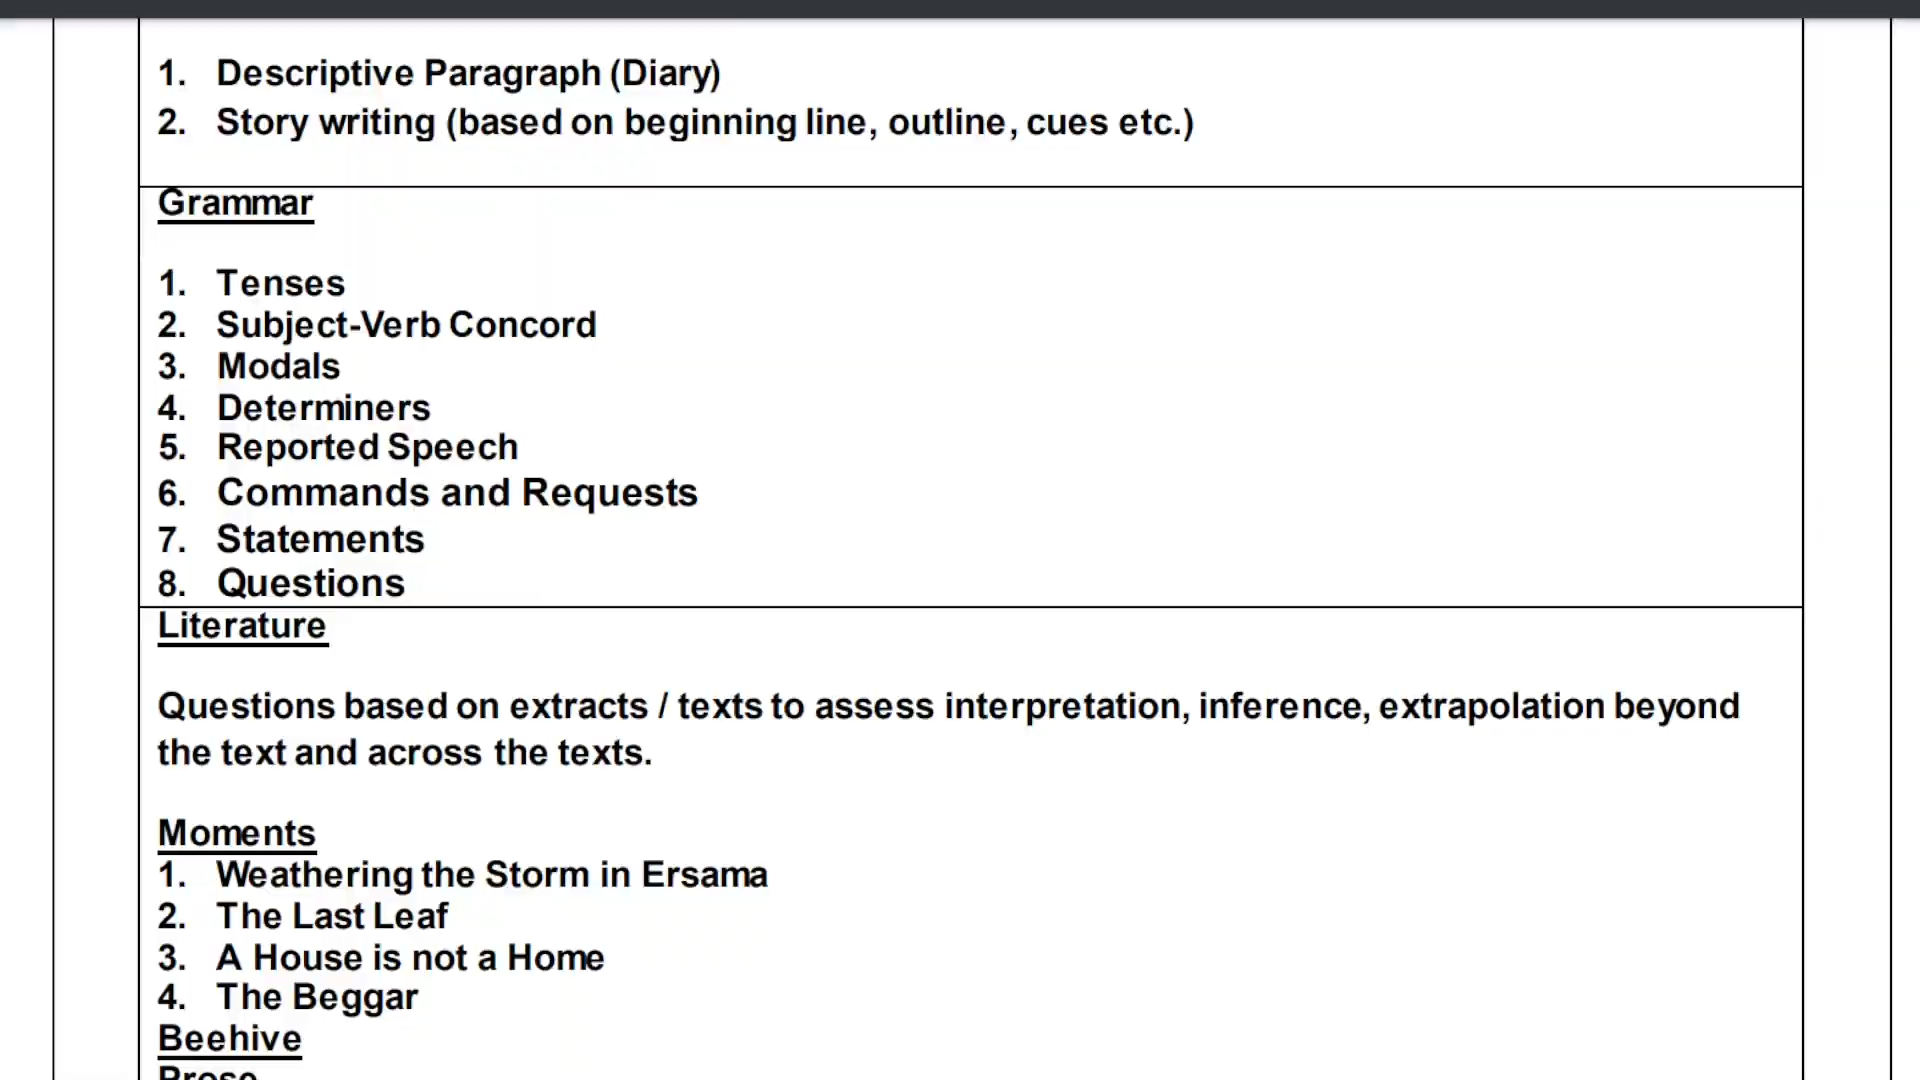 1. Descriptive Paragraph (Diary)
2. Story writing (based on beginning line, outline, cues etc.)
Grammar
1. Tenses
2. Subject-Verb Concord
3. Modals
4. Determiners
5. Reported Speech
6. Commands and Requests
7. Statements
8. Questions
Literature
Questions based on extracts / texts to assess interpretation, inference, extrapolation beyond
the text and across the texts.
Moments
1. Weathering the Storm in Ersama
2. The Last Leaf
3. A House is not a Home
4. The Beggar
Beehive
Prose